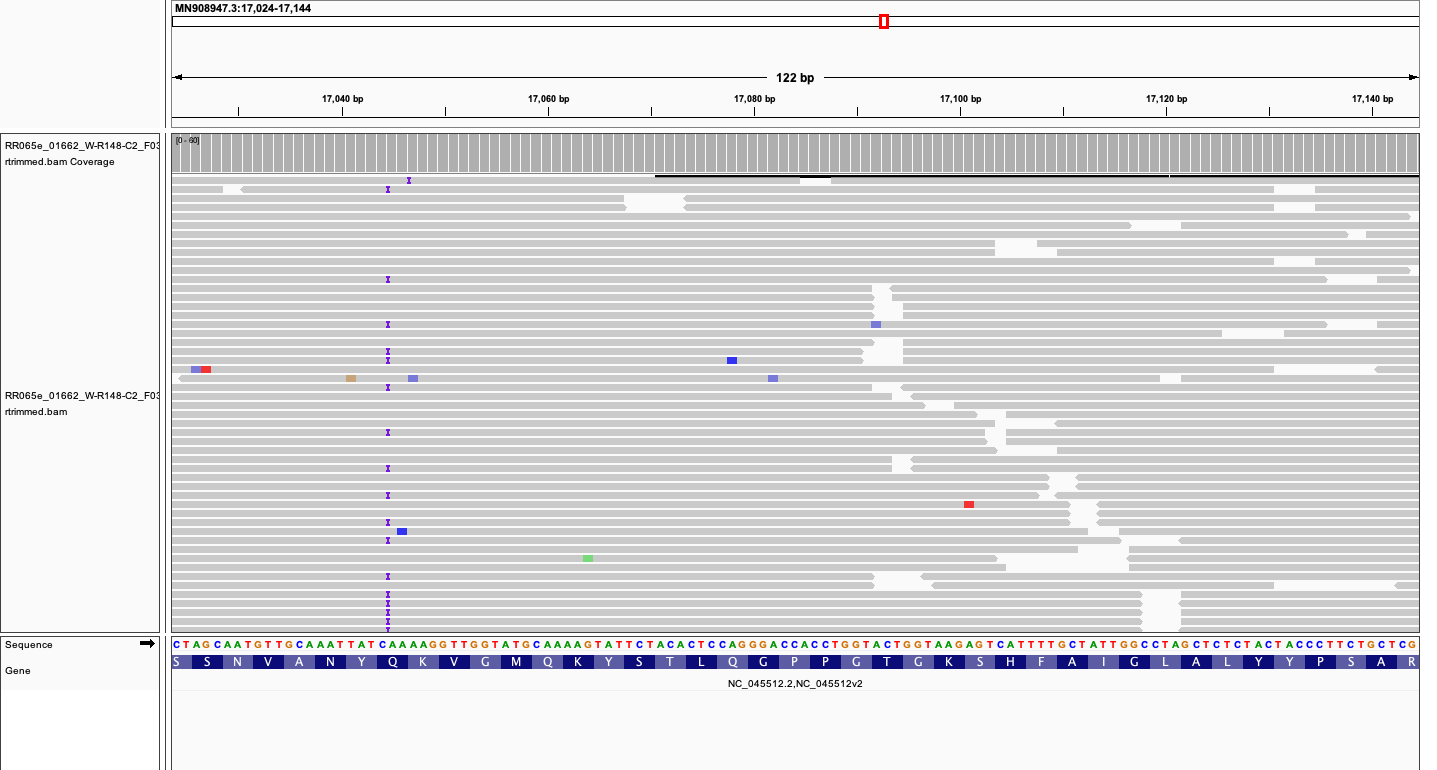 MN908947.3:17,024-17,144
122 bp
17,040 bp 17,060 bp 17,080 bp 17,100 bp 17,120 bp 17,140 bp
RR065e_01662_W-R148-C2_F03
rtrimmed.bam Coverage
[0 - 60]
RR065e_01662_W-R148-C2_F03
rtrimmed.bam
Sequence
CTAGCAATGTTGCAAATTATCAAAAGGTTGGTATGCAAAAGTATTCTACACTCCAGGGACCACCTGGTACTGGTAAGAGTCATTTTGCTATTGGCCTAGCTCTCTACTACCCTTCTGCTCG
Gene
S S N V A N Y Q K V G M Q K Y S T L Q G P P G T G K S H F A I G L A L Y Y P S A R
NC_045512.2,NC_045512v2